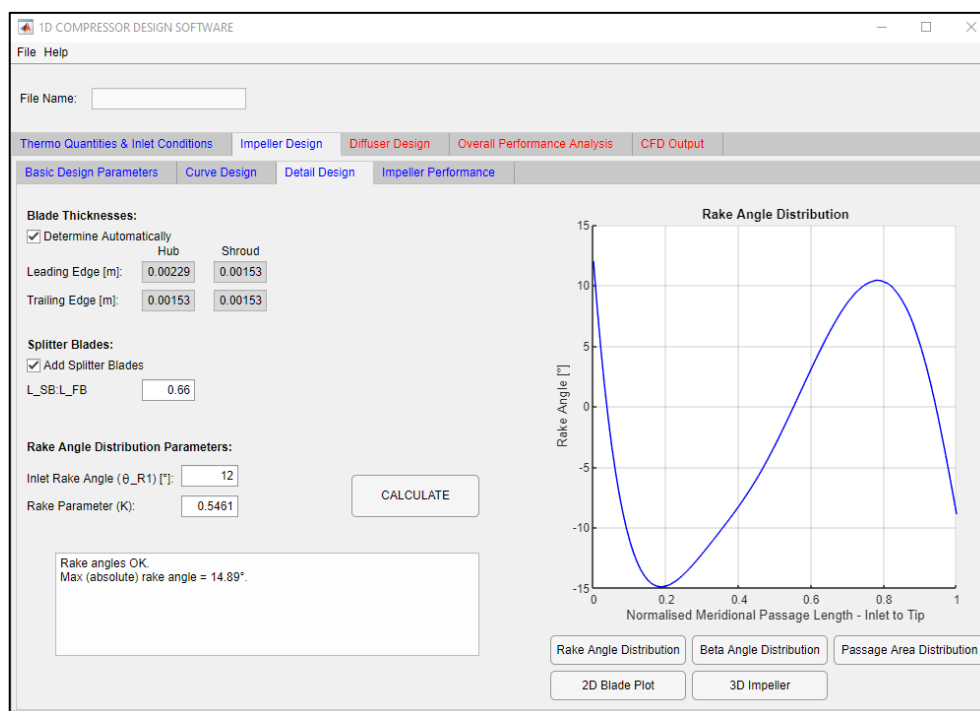 1D COMPRESSOR DESIGN SOFTWARE
File Help
File Name:
Thermo Quantities & Inlet Conditions Impeller Design Diffuser Design Overall Performance Analysis CFD Output
Basic Design Parameters Curve Design Detail Design Impeller Performance
Blade Thicknesses:
Determine Automatically
Hub Shroud
Leading Edge [m]: 0.00229 0.00153
Trailing Edge [m]: 0.00153 0.00153
Splitter Blades:
Add Splitter Blades
L_SB:L_FB 0.66
Rake Angle Distribution Parameters:
Inlet Rake Angle (θ_R1) [°]: 12
Rake Parameter (K): 0.5461
CALCULATE
Rake angles OK.
Max (absolute) rake angle = 14.89°.
Rake Angle Distribution
15
10
5
0
-5
-10
-15
Rake Angle [°]
0 0.2 0.4 0.6 0.8 1
Normalised Meridional Passage Length - Inlet to Tip
Rake Angle Distribution Beta Angle Distribution Passage Area Distribution
2D Blade Plot 3D Impeller